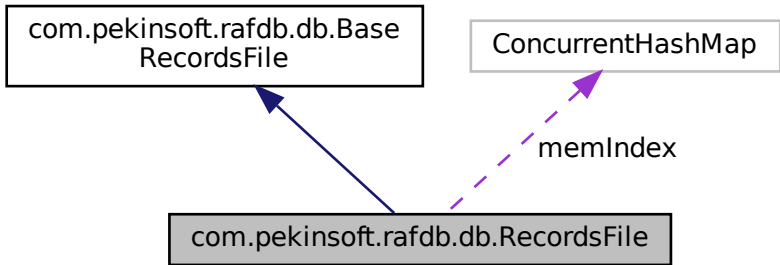 com.pekinsoft.rafdb.db.Base
RecordsFile
ConcurrentHashMap
memIndex
com.pekinsoft.rafdb.db.RecordsFile